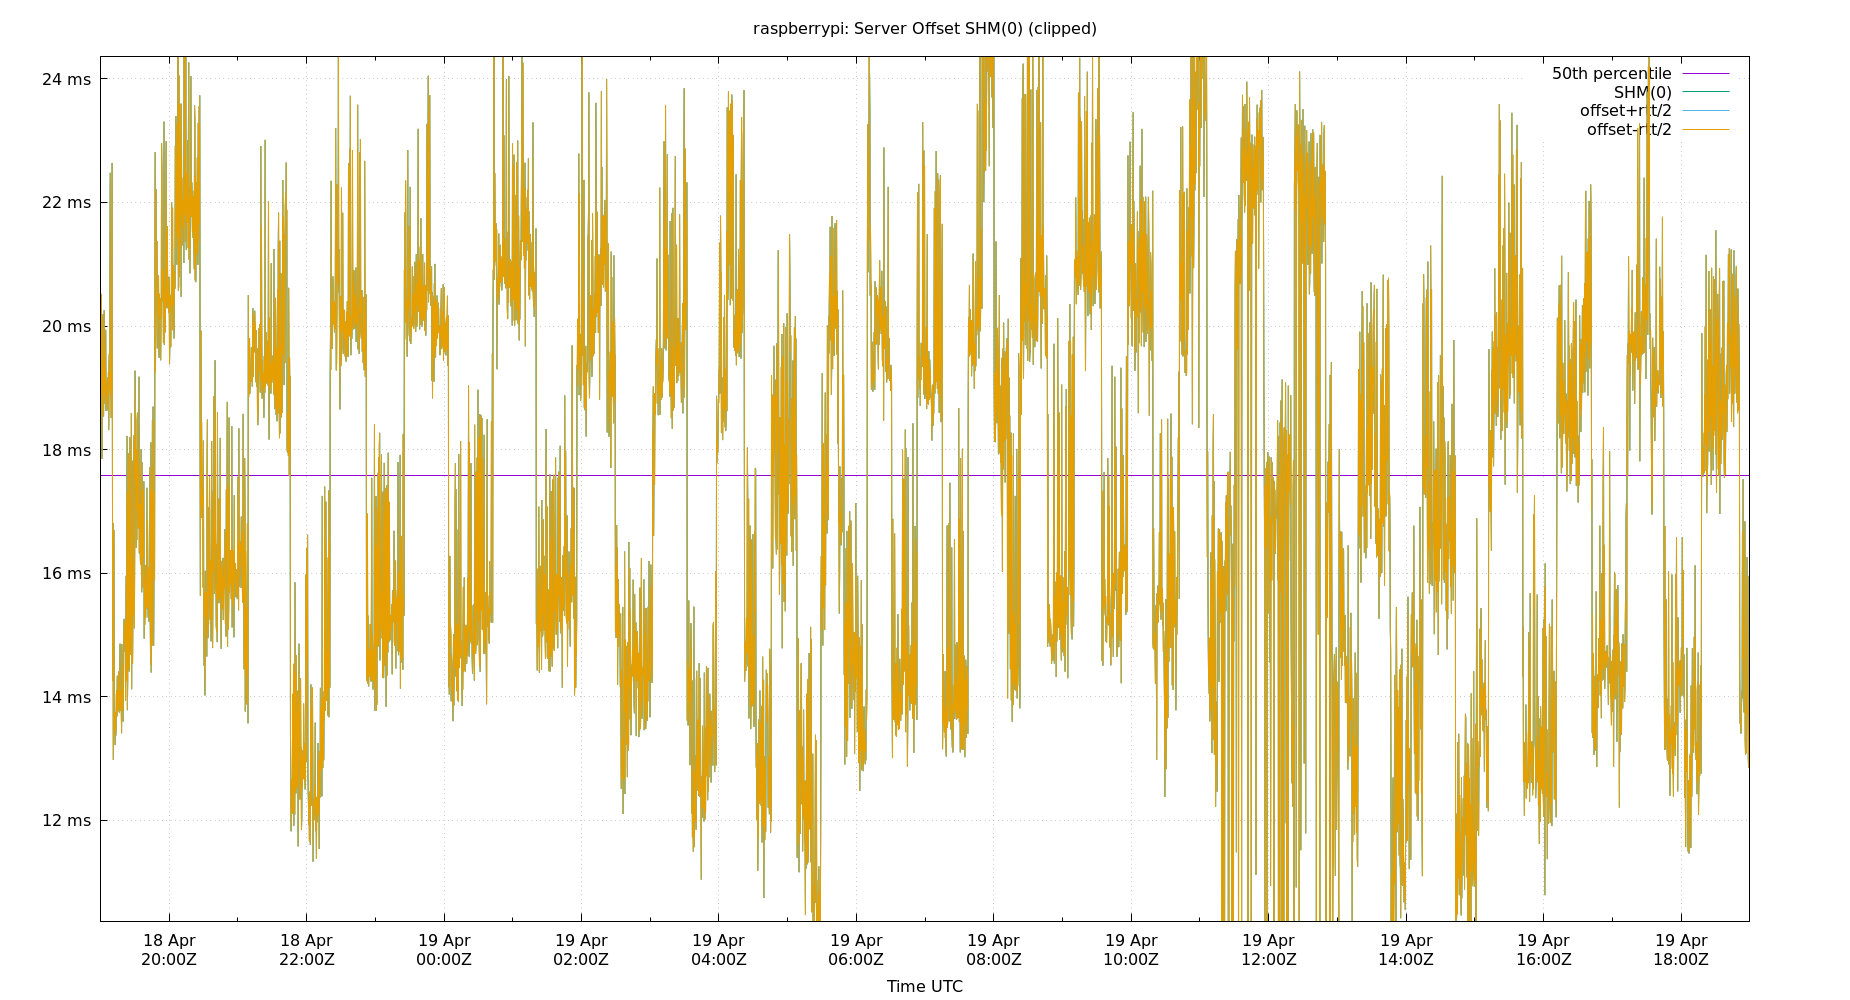 raspberrypi: Server Offset SHM(0) (clipped)
50th percentile
SHM(0)
offset+rtt/2
offset-rtt/2
24 ms
22 ms
20 ms
18 ms
16 ms
14 ms
12 ms
18 Apr 18 Apr 19 Apr 19 Apr 19 Apr 19 Apr 19 Apr 19 Apr 19 Apr 19 Apr 19 Apr 19 Apr
20:00Z 22:00Z 00:00Z 02:00Z 04:00Z 06:00Z 08:00Z 10:00Z 12:00Z 14:00Z 16:00Z 18:00Z
Time UTC